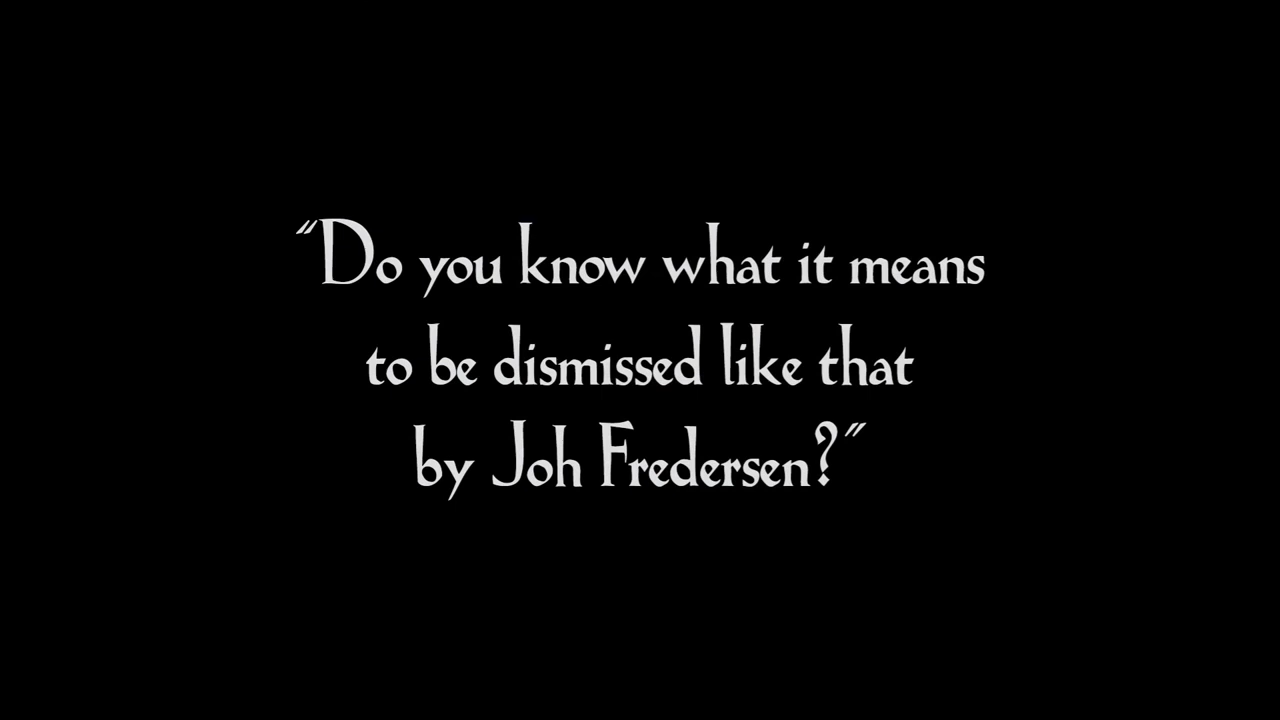 "Do you know what it means
to be dismissed like that
by Joh Fredersen?"